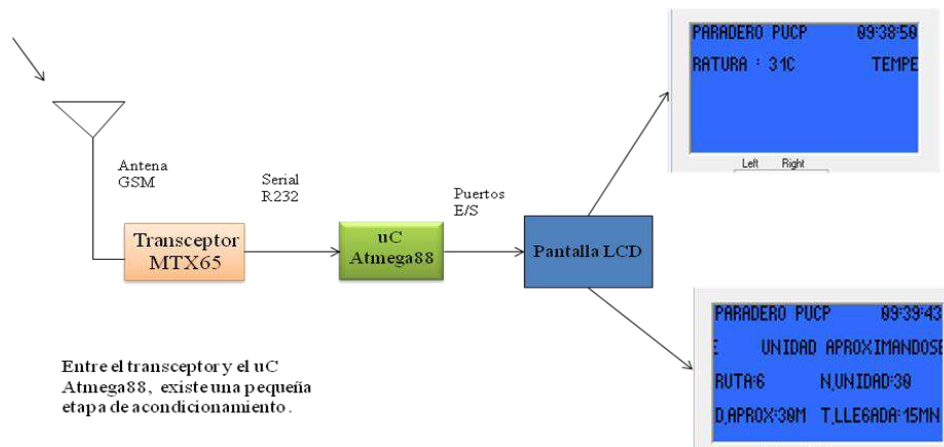 PARADERO PUCP 09:38:50
RATURA : 31C TEMPE
Left Right
Antena
GSM
Serial
R232
Puertos
E/S
Transceptor
MTX65
uC
Atmega88
Pantalla LCD
PARADERO PUCP 09:39:43
E UNIDAD APROXIMANDOSE
RUTA:6 N,UNIDAD:30
D,APROX:30M T,LLEGADA:15MN
Entre el transceptor y el uC
Atmega88, existe una pequeña
etapa de acondicionamiento.